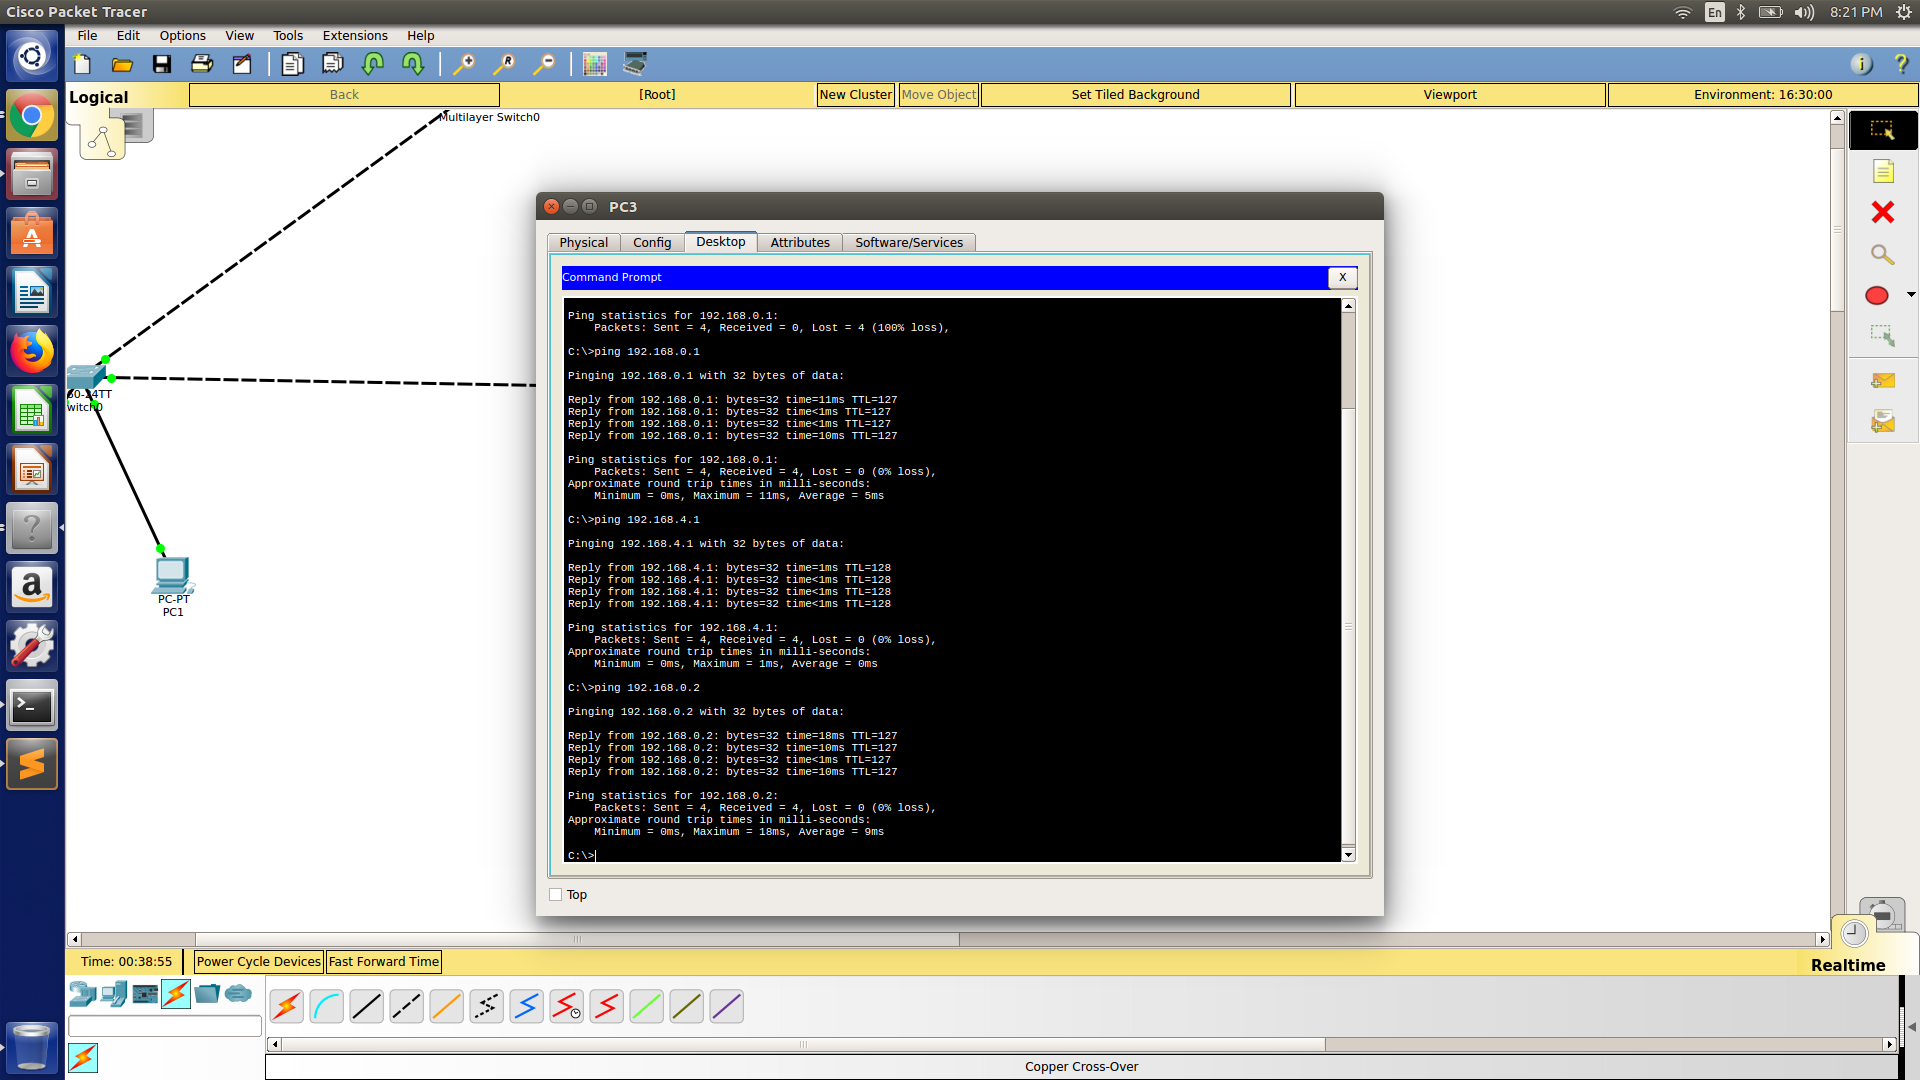 Cisco Packet Tracer
En
8:21 PM
File Edit Options View Tools Extensions Help
Logical
Back
[Root]
New Cluster
Move Object
Set Tiled Background
Viewport
Environment: 16:30:00
Multilayer Switch0
PC3
Physical Config Desktop Attributes Software/Services
Command Prompt
X
Ping statistics for 192.168.0.1:
Packets: Sent = 4, Received = 0, Lost = 4 (100% loss),
C:\>ping 192.168.0.1
Pinging 192.168.0.1 with 32 bytes of data:
Reply from 192.168.0.1: bytes=32 time=11ms TTL=127
Reply from 192.168.0.1: bytes=32 time<1ms TTL=127
Reply from 192.168.0.1: bytes=32 time<1ms TTL=127
Reply from 192.168.0.1: bytes=32 time=10ms TTL=127
Ping statistics for 192.168.0.1:
Packets: Sent = 4, Received = 4, Lost = 0 (0% loss),
Approximate round trip times in milli-seconds:
Minimum = 0ms, Maximum = 11ms, Average = 5ms
C:\>ping 192.168.4.1
Pinging 192.168.4.1 with 32 bytes of data:
Reply from 192.168.4.1: bytes=32 time=1ms TTL=128
Reply from 192.168.4.1: bytes=32 time<1ms TTL=128
Reply from 192.168.4.1: bytes=32 time<1ms TTL=128
Reply from 192.168.4.1: bytes=32 time<1ms TTL=128
Ping statistics for 192.168.4.1:
Packets: Sent = 4, Received = 4, Lost = 0 (0% loss),
Approximate round trip times in milli-seconds:
Minimum = 0ms, Maximum = 1ms, Average = 0ms
C:\>ping 192.168.0.2
Pinging 192.168.0.2 with 32 bytes of data:
Reply from 192.168.0.2: bytes=32 time=18ms TTL=127
Reply from 192.168.0.2: bytes=32 time=10ms TTL=127
Reply from 192.168.0.2: bytes=32 time<1ms TTL=127
Reply from 192.168.0.2: bytes=32 time=10ms TTL=127
Ping statistics for 192.168.0.2:
Packets: Sent = 4, Received = 4, Lost = 0 (0% loss),
Approximate round trip times in milli-seconds:
Minimum = 0ms, Maximum = 18ms, Average = 9ms
C:\>
Top
60-24TT
witch0
PC-PT
PC1
Time: 00:38:55
Power Cycle Devices
Fast Forward Time
Realtime
Copper Cross-Over